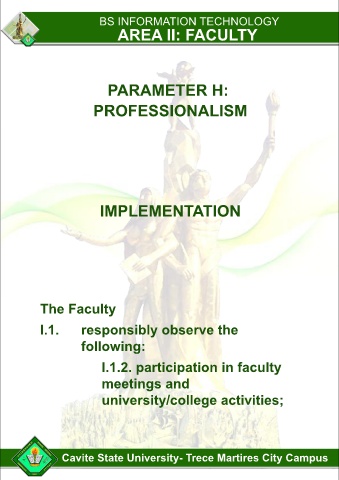 BS INFORMATION TECHNOLOGY
AREA II: FACULTY
PARAMETER H:
PROFESSIONALISM
IMPLEMENTATION
The Faculty
I.1. responsibly observe the
following:
I.1.2. participation in faculty
meetings and
university/college activities;
Cavite State University- Trece Martires City Campus